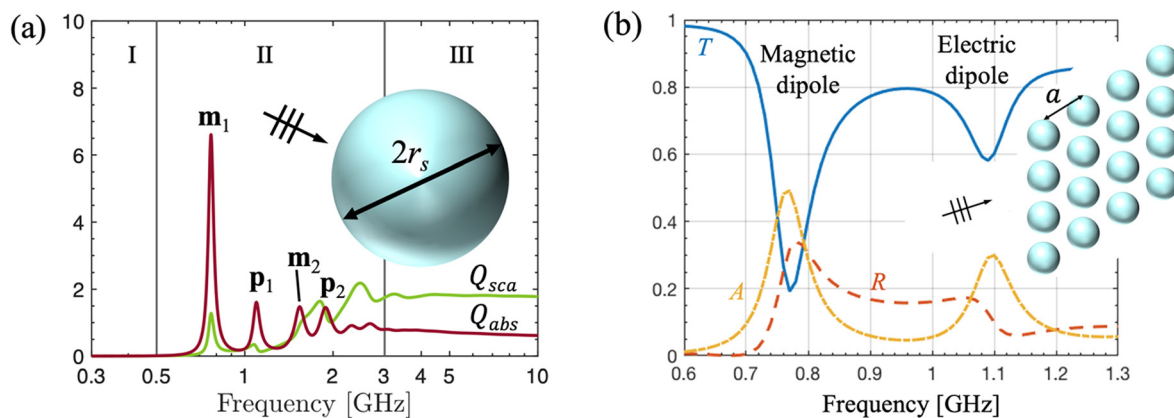 (a)
10
8
6
4
2
0
I
II
III
m₁
p₁
m₂
p₂
2rₛ
Q_sca
Q_abs
0.3 0.5 1 2 3 4 5 10
Frequency [GHz]
(b)
1
0.8
0.6
0.4
0.2
0
T
Magnetic
dipole
Electric
dipole
a
A
R
0.6 0.7 0.8 0.9 1 1.1 1.2 1.3
Frequency [GHz]